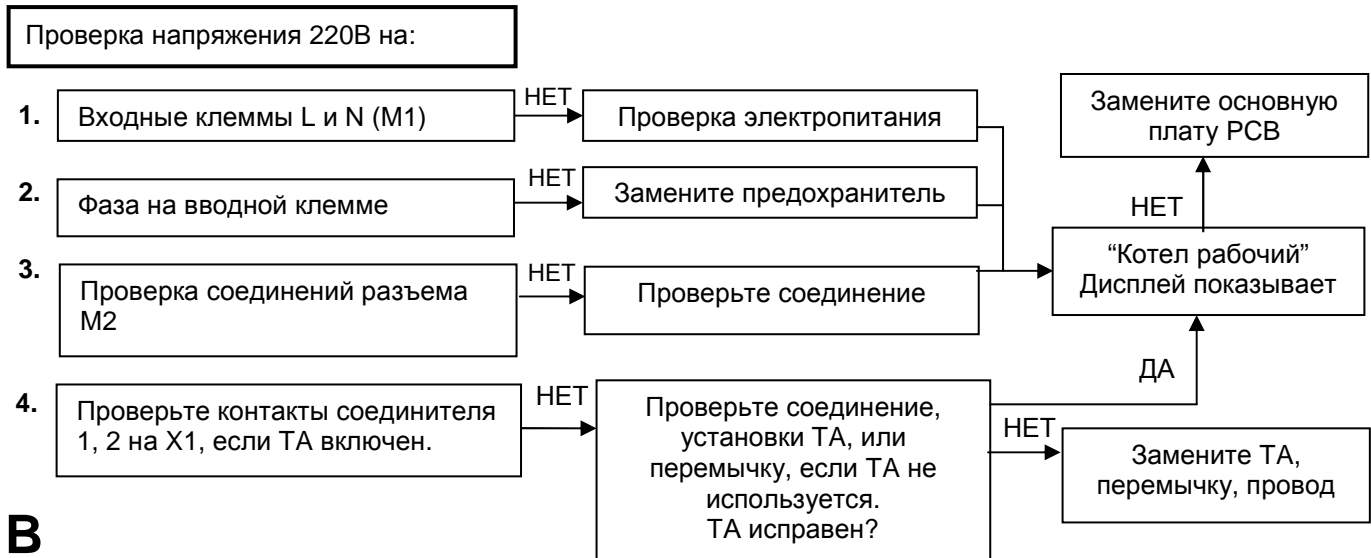 Проверка напряжения 220В на:
1.
Входные клеммы L и N (М1)
НЕТ
Проверка электропитания
Замените основную
плату РСВ
2.
Фаза на вводной клемме
НЕТ
Замените предохранитель
НЕТ
3.
Проверка соединений разъема
М2
НЕТ
Проверьте соединение
“Котел рабочий”
Дисплей показывает
ДА
4.
Проверьте контакты соединителя
1, 2 на X1, если ТА включен.
НЕТ
Проверьте соединение,
установки ТА, или
перемычку, если ТА не
используется.
ТА исправен?
НЕТ
Замените ТА,
перемычку, провод
В